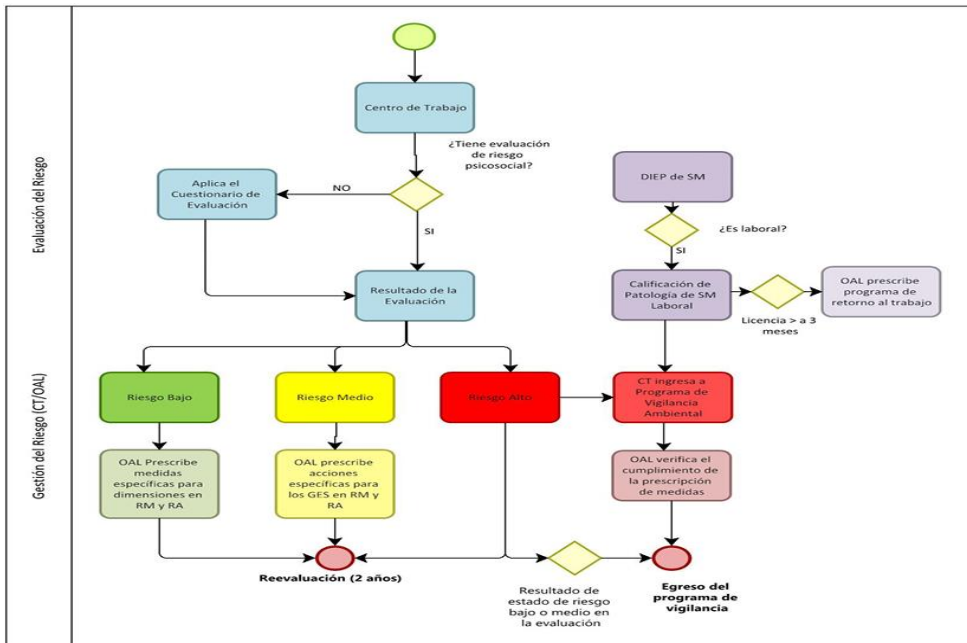 Evaluación del Riesgo
Centro de Trabajo
¿Tiene evaluación
de riesgo
psicosocial?
NO
Aplica el
Cuestionario de
Evaluación
SI
Resultado de la
Evaluación
DIEP de SM
¿Es laboral?
SI
Calificación de
Patología de SM
Laboral
Licencia > a 3
meses
OAL prescribe
programa de
retorno al trabajo
Gestión del Riesgo (CT/OAL)
Riesgo Bajo
Riesgo Medio
Riesgo Alto
CT ingresa a
Programa de
Vigilancia
Ambiental
OAL Prescribe
medidas
específicas para
dimensiones en
RM y RA
OAL prescribe
acciones
específicas para
los GES en RM y
RA
OAL verifica el
cumplimiento de
la prescripción de
medidas
Reevaluación (2 años)
Resultado de
estado de riesgo
bajo o medio en
la evaluación
Egreso del
programa de
vigilancia